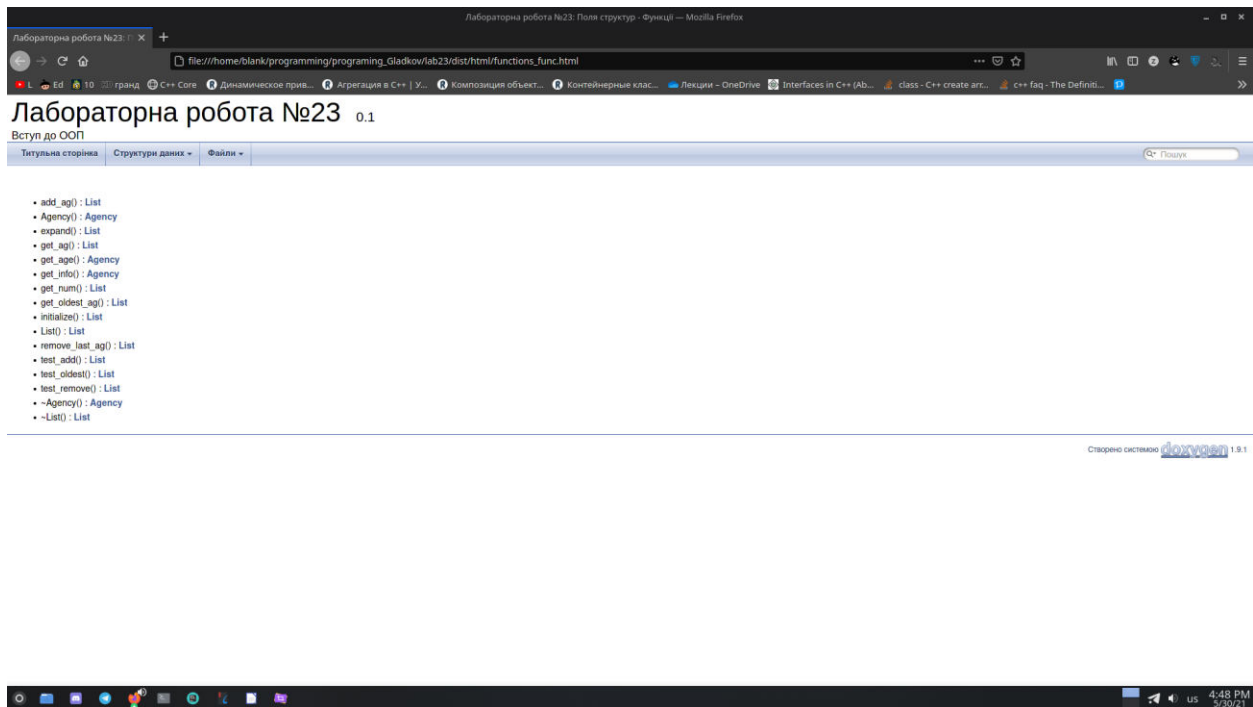 Лабораторна робота №23: Поля структур - Функції — Mozilla Firefox
Лабораторна робота №23: П
file:///home/blank/programming/programing_Gladkov/lab23/dist/html/functions_func.html
L Ed 10 гранд C++ Core Динамическое прив... Агрегация в C++ | У... Композиция объект... Контейнерные клас... Лекции – OneDrive Interfaces in C++ (Ab... class - C++ create arr... c++ faq - The Definiti...
Лабораторна робота №23 0.1
Вступ до ООП
Титульна сторінка Структури даних Файли Пошук
add_ag() : List
Agency() : Agency
expand() : List
get_ag() : List
get_age() : Agency
get_info() : Agency
get_num() : List
get_oldest_ag() : List
initialize() : List
List() : List
remove_last_ag() : List
test_add() : List
test_oldest() : List
test_remove() : List
~Agency() : Agency
~List() : List
Створено системою doxygen 1.9.1
us 4:48 PM
5/30/21